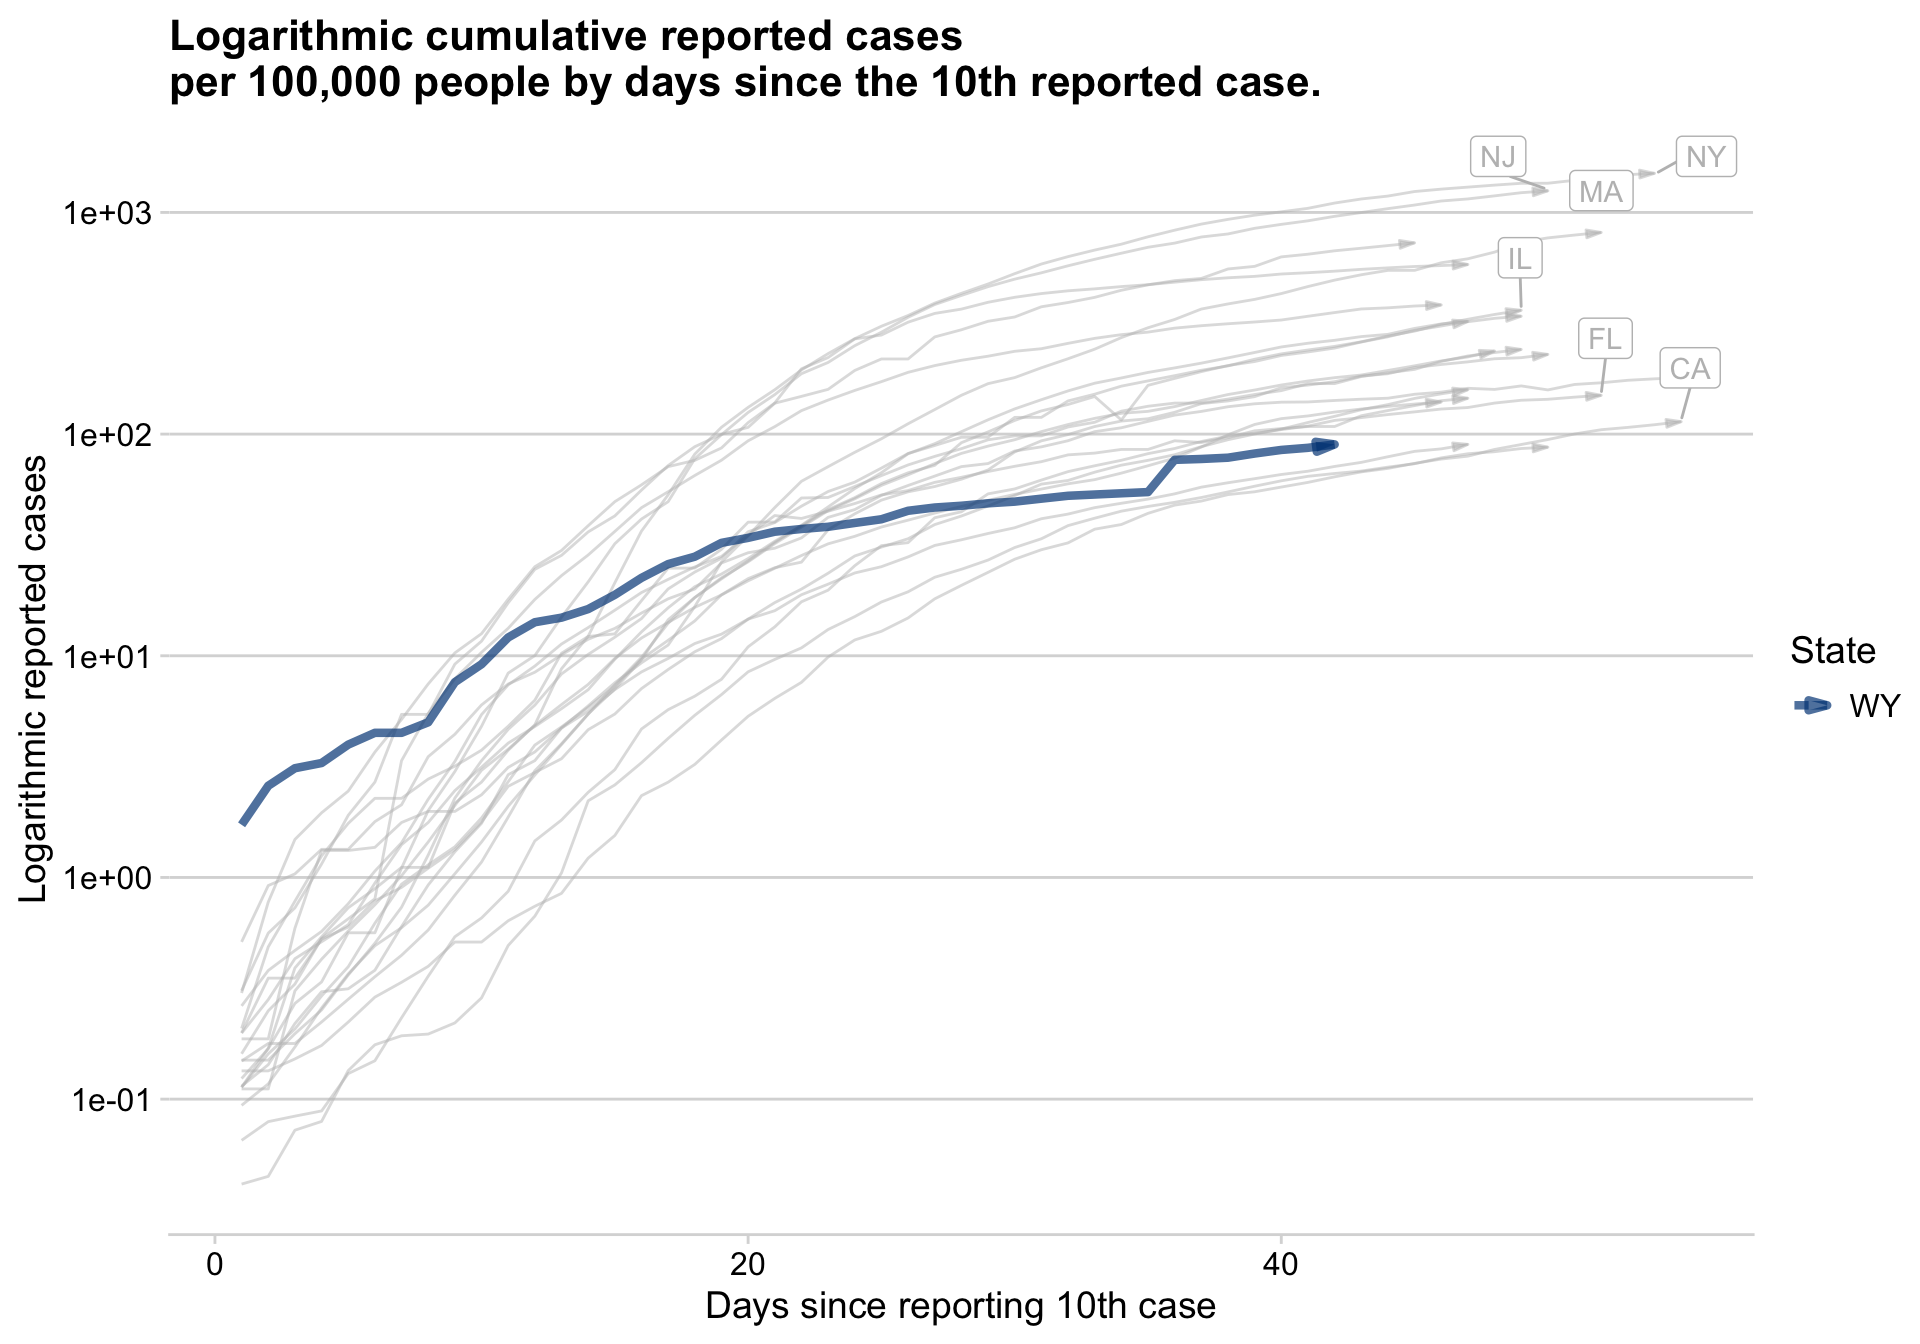 Logarithmic cumulative reported cases
per 100,000 people by days since the 10th reported case.
NJ
NY
MA
1e+03
IL
FL
CA
1e+02
Logarithmic reported cases
1e+01
State
WY
1e+00
1e-01
0
20
40
Days since reporting 10th case